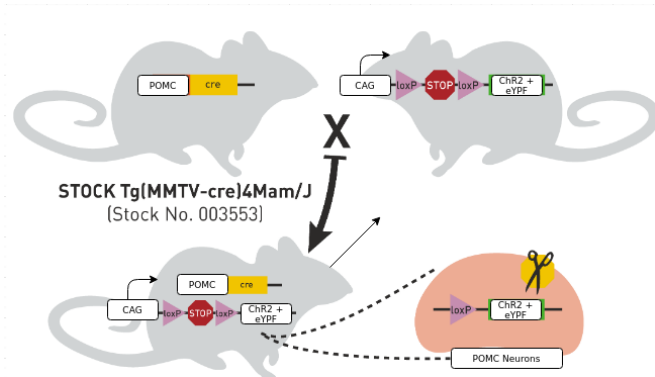 POMC cre
CAG loxP STOP loxP ChR2 +
eYPF
X
STOCK Tg(MMTV-cre)4Mam/J
(Stock No. 003553)
POMC cre
CAG loxP STOP loxP ChR2 +
eYPF
loxP ChR2 +
eYPF
POMC Neurons